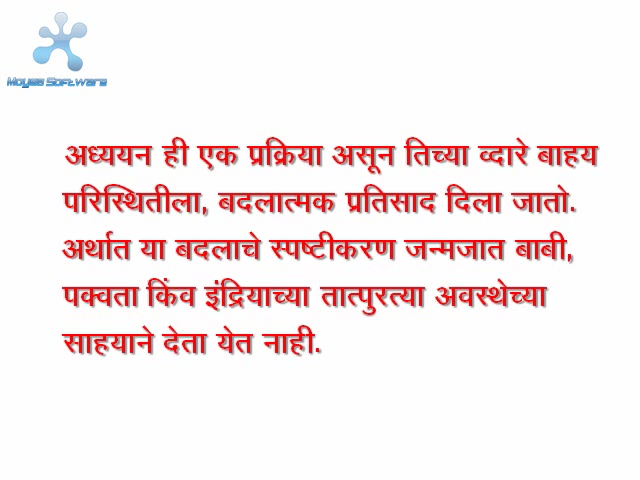 Moyea Software
अध्ययन ही एक प्रक्रिया असून तिच्या व्दारे बाहय
परिस्थितीला, बदलात्मक प्रतिसाद दिला जातो.
अर्थात या बदलाचे स्पष्टीकरण जन्मजात बाबी,
पक्वता किंव इंद्रियाच्या तात्पुरत्या अवस्थेच्या
साहयाने देता येत नाही.